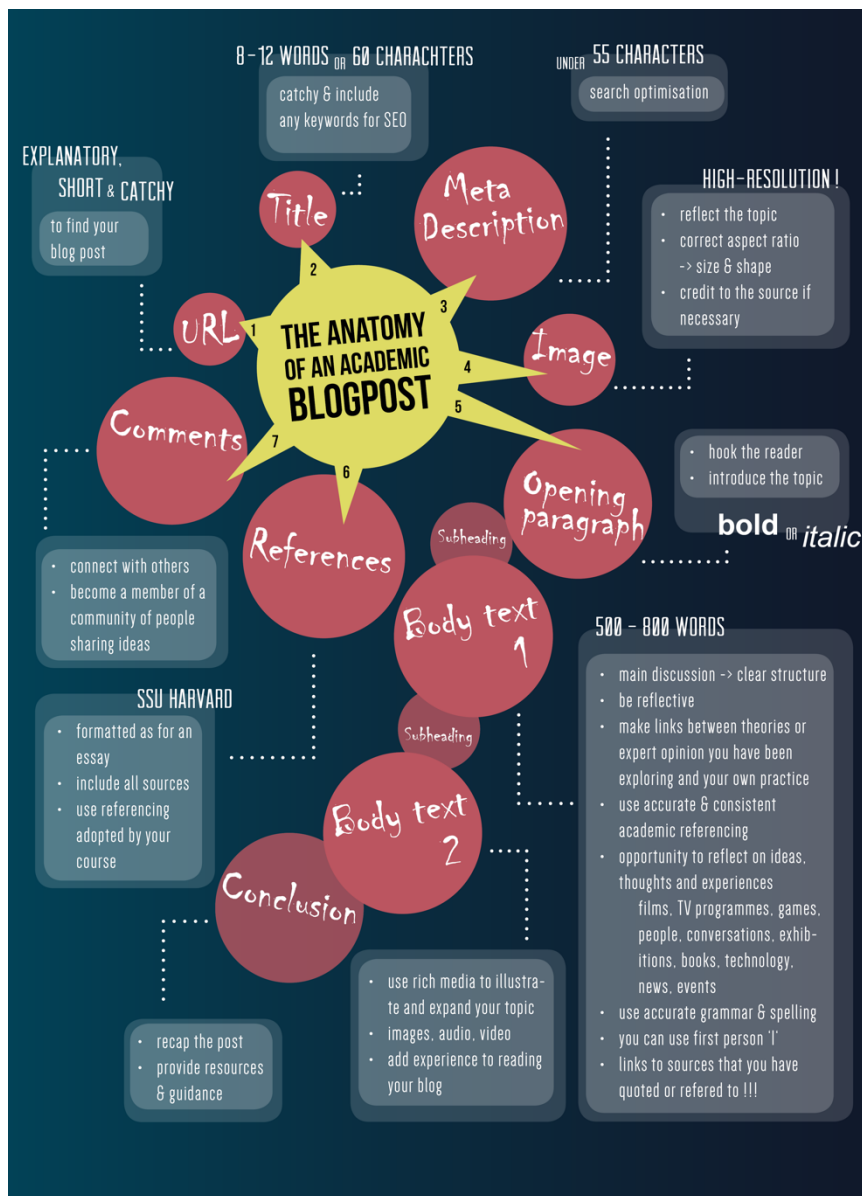 THE ANATOMY
OF AN ACADEMIC
BLOGPOST
1
URL
EXPLANATORY,
SHORT & CATCHY
to find your
blog post
2
Title
8-12 WORDS OR 60 CHARACHTERS
catchy & include
any keywords for SEO
3
Meta
Description
UNDER 55 CHARACTERS
search optimisation
4
Image
HIGH-RESOLUTION !
• reflect the topic
• correct aspect ratio
-> size & shape
• credit to the source if
necessary
5
Opening
paragraph
• hook the reader
• introduce the topic
bold OR italic
Subheading
Body text
1
500 - 800 WORDS
• main discussion -> clear structure
• be reflective
• make links between theories or
expert opinion you have been
exploring and your own practice
• use accurate & consistent
academic referencing
• opportunity to reflect on ideas,
thoughts and experiences
films, TV programmes, games,
people, conversations, exhib-
itions, books, technology,
news, events
• use accurate grammar & spelling
• you can use first person 'I'
• links to sources that you have
quoted or refered to !!!
Subheading
Body text
2
• use rich media to illustra-
te and expand your topic
• images, audio, video
• add experience to reading
your blog
Conclusion
• recap the post
• provide resources
& guidance
6
References
SSU HARVARD
• formatted as for an
essay
• include all sources
• use referencing
adopted by your
course
7
Comments
• connect with others
• become a member of a
community of people
sharing ideas